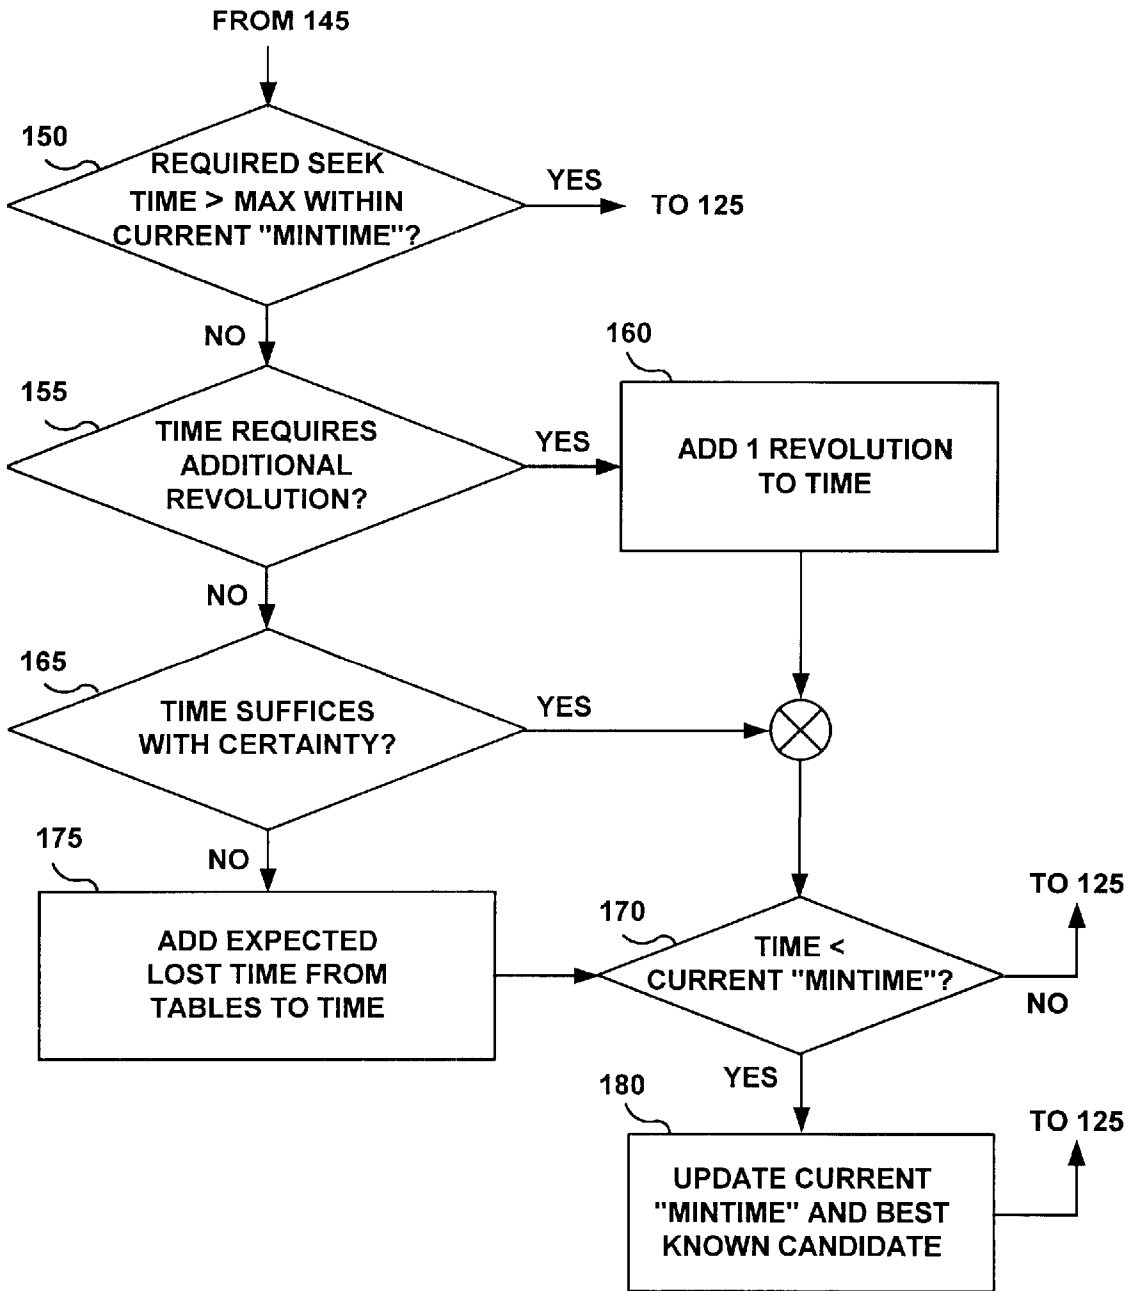 FROM 145
150
REQUIRED SEEK
TIME > MAX WITHIN
CURRENT "MINTIME"?
YES
TO 125
NO
155
TIME REQUIRES
ADDITIONAL
REVOLUTION?
YES
160
ADD 1 REVOLUTION
TO TIME
NO
165
TIME SUFFICES
WITH CERTAINTY?
YES
NO
175
ADD EXPECTED
LOST TIME FROM
TABLES TO TIME
170
TIME <
CURRENT "MINTIME"?
TO 125
NO
YES
180
UPDATE CURRENT
"MINTIME" AND BEST
KNOWN CANDIDATE
TO 125